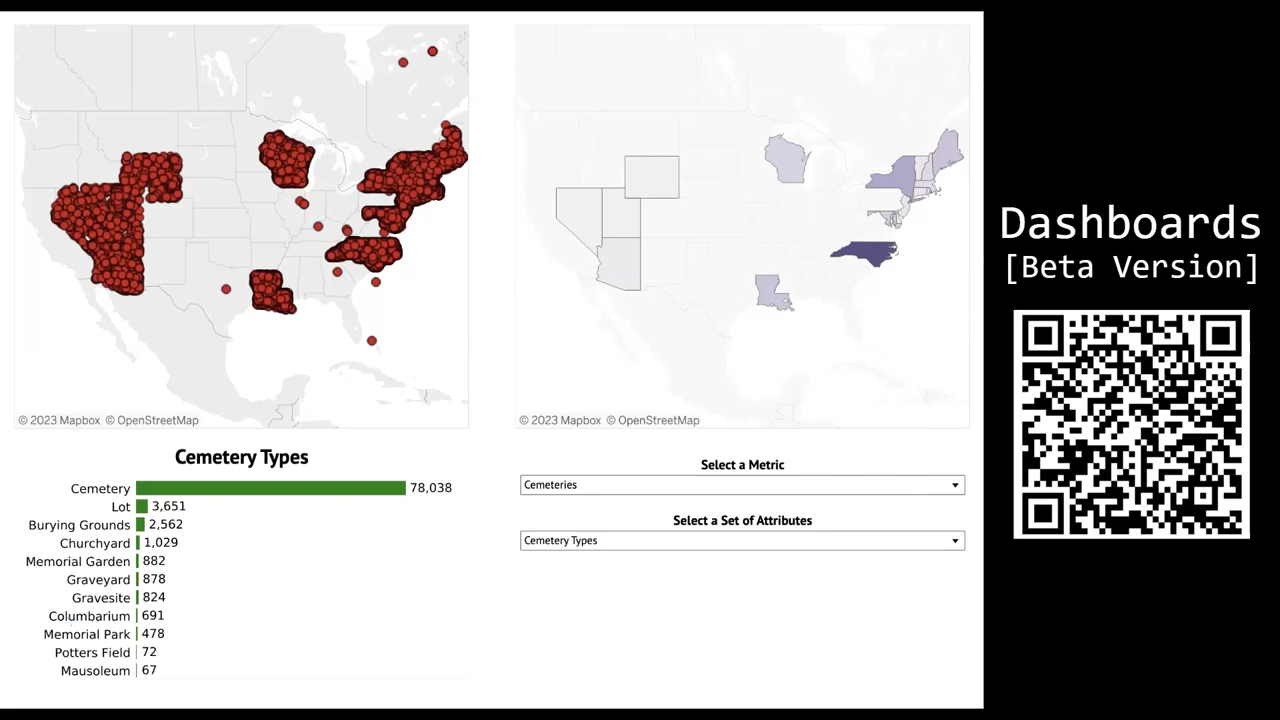 © 2023 Mapbox © OpenStreetMap
© 2023 Mapbox © OpenStreetMap
Cemetery Types
Cemetery 78,038
Lot 3,651
Burying Grounds 2,562
Churchyard 1,029
Memorial Garden 882
Graveyard 878
Gravesite 824
Columbarium 691
Memorial Park 478
Potters Field 72
Mausoleum 67
Select a Metric
Cemeteries
Select a Set of Attributes
Cemetery Types
Dashboards
[Beta Version]